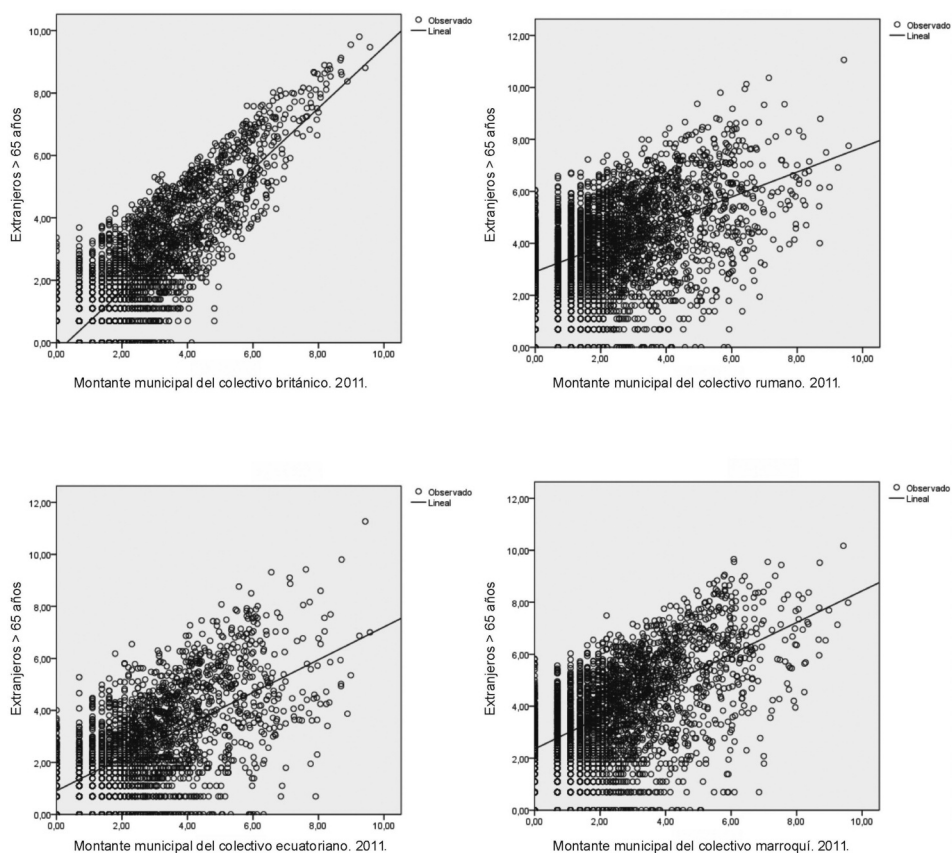 Observado
Lineal
10,00
8,00
6,00
4,00
2,00
0,00
Extranjeros > 65 años
0,00 2,00 4,00 6,00 8,00 10,00
Montante municipal del colectivo británico. 2011.
Observado
Lineal
12,00
10,00
8,00
6,00
4,00
2,00
0,00
Extranjeros > 65 años
0,00 2,00 4,00 6,00 8,00 10,00
Montante municipal del colectivo rumano. 2011.
Observado
Lineal
12,00
10,00
8,00
6,00
4,00
2,00
0,00
Extranjeros > 65 años
0,00 2,00 4,00 6,00 8,00 10,00
Montante municipal del colectivo ecuatoriano. 2011.
Observado
Lineal
12,00
10,00
8,00
6,00
4,00
2,00
0,00
Extranjeros > 65 años
0,00 2,00 4,00 6,00 8,00 10,00
Montante municipal del colectivo marroquí. 2011.